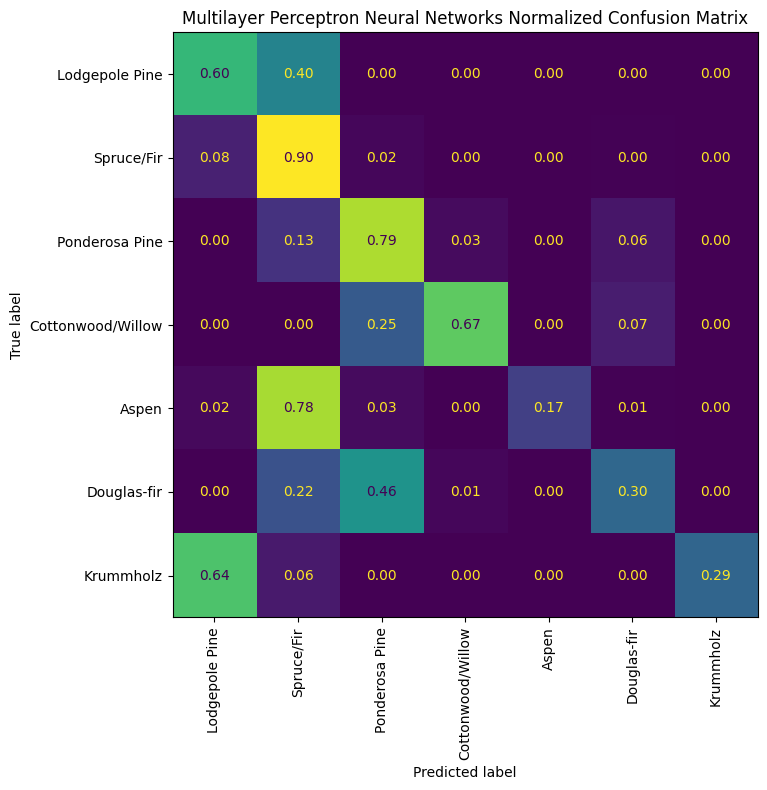 Multilayer Perceptron Neural Networks Normalized Confusion Matrix
True label
Lodgepole Pine 0.60 0.40 0.00 0.00 0.00 0.00 0.00
Spruce/Fir 0.08 0.90 0.02 0.00 0.00 0.00 0.00
Ponderosa Pine 0.00 0.13 0.79 0.03 0.00 0.06 0.00
Cottonwood/Willow 0.00 0.00 0.25 0.67 0.00 0.07 0.00
Aspen 0.02 0.78 0.03 0.00 0.17 0.01 0.00
Douglas-fir 0.00 0.22 0.46 0.01 0.00 0.30 0.00
Krummholz 0.64 0.06 0.00 0.00 0.00 0.00 0.29
Lodgepole Pine
Spruce/Fir
Ponderosa Pine
Cottonwood/Willow
Aspen
Douglas-fir
Krummholz
Predicted label